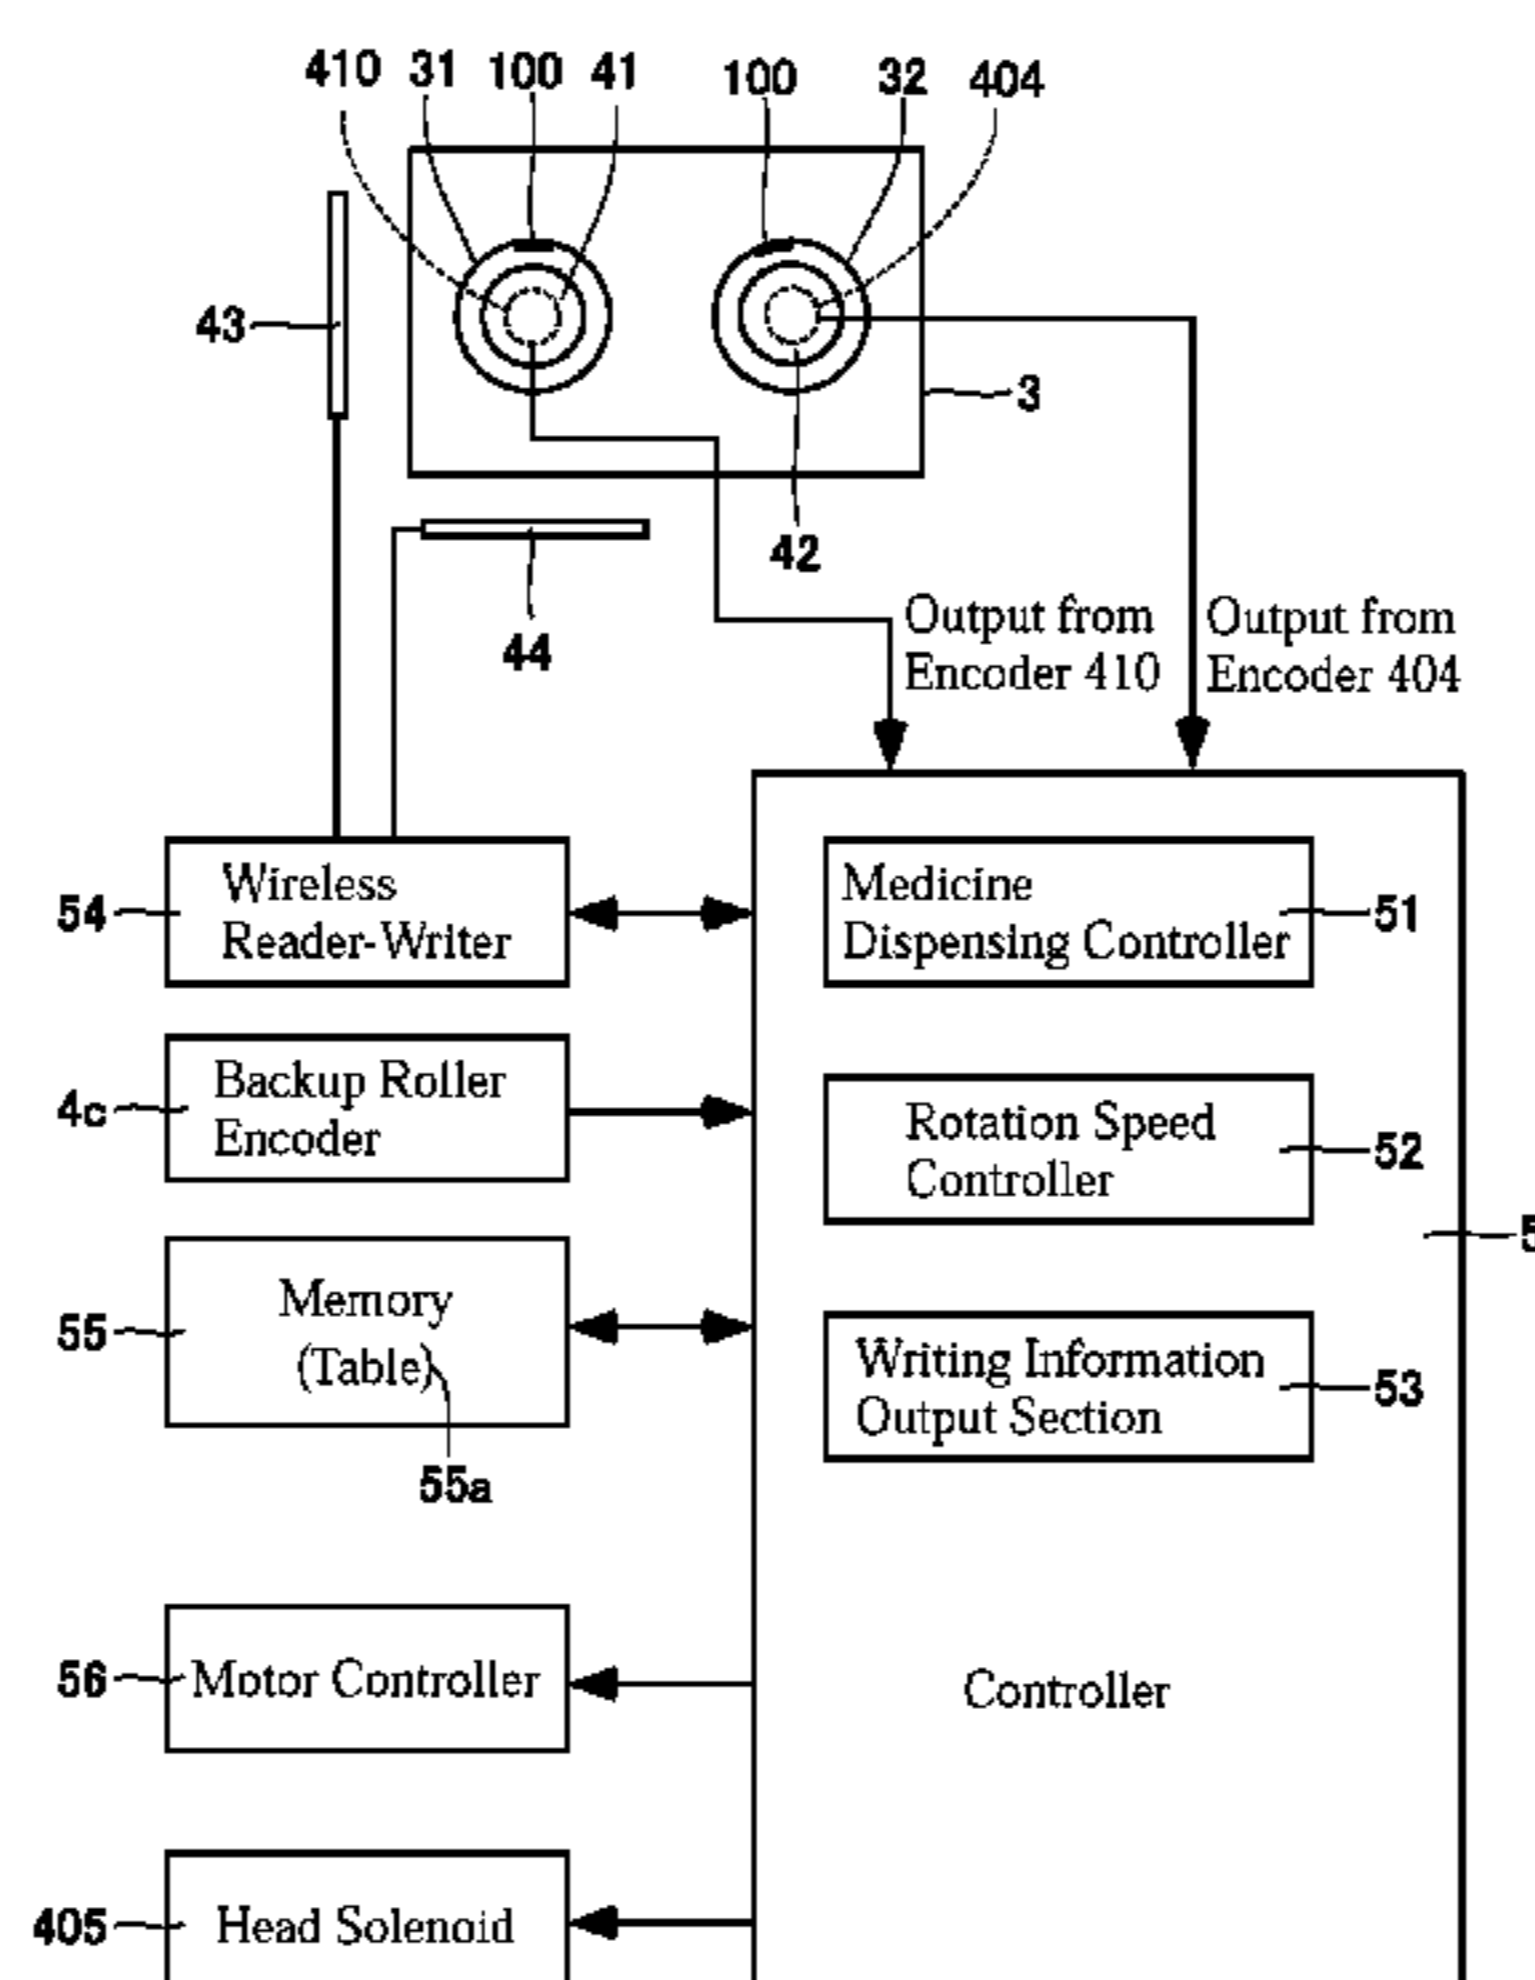 410 31 100 41 100 32 404
43
3
42
44
Output from
Encoder 410
Output from
Encoder 404
54
Wireless
Reader-Writer
Medicine
Dispensing Controller
51
4c
Backup Roller
Encoder
Rotation Speed
Controller
52
5
55
Memory
(Table)
55a
Writing Information
Output Section
53
56
Motor Controller
Controller
405
Head Solenoid